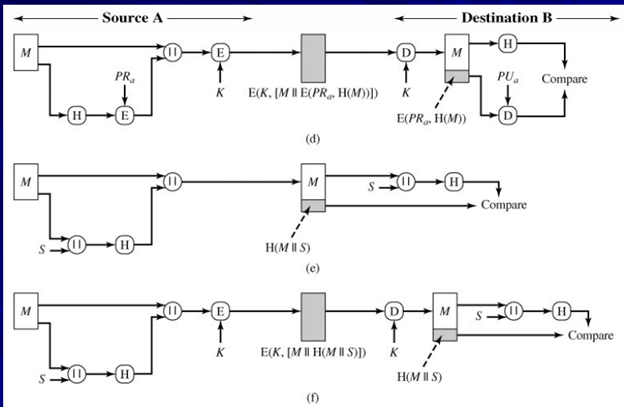 Source A
Destination B
M
||
E
D
M
H
PRₐ
K
E(K, [M || E(PRₐ, H(M))])
K
PUₐ
Compare
H
E
E(PRₐ, H(M))
D
(d)
M
||
M
S
||
H
Compare
S
||
H
H(M || S)
(e)
M
||
E
D
M
S
||
H
K
E(K, [M || H(M || S)])
K
Compare
S
||
H
H(M || S)
(f)